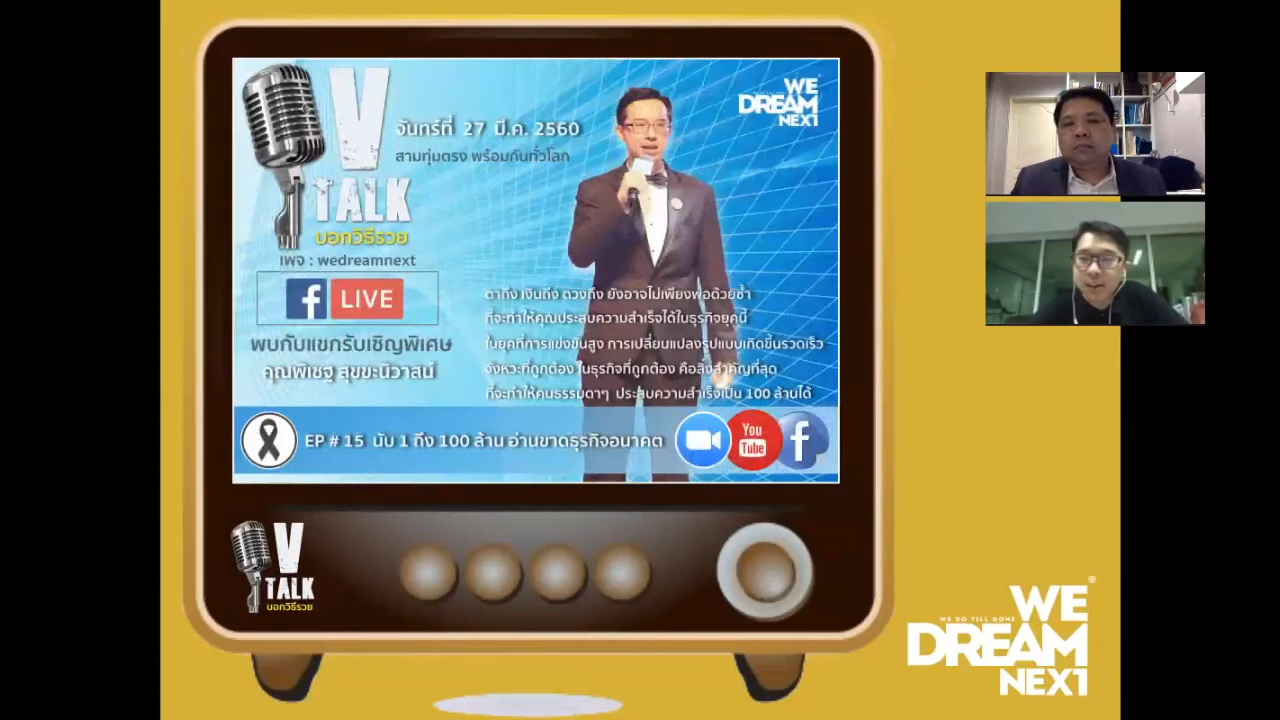 V
TALK
บอกวิธีรวย
จันทร์ที่ 27 มี.ค. 2560
สามทุ่มตรง พร้อมกันทั่วโลก
เพจ : wedreamnext
f LIVE
พบกับแขกรับเชิญพิเศษ
คุณพิเชฐ สุขขะนิวาสน์
WE
DREAM
NEXT
ตาถึง เงินถึง ดวงถึง ยังอาจไม่เพียงพอด้วยซ้ำ
ที่จะทำให้คุณประสบความสำเร็จได้ในธุรกิจยุคนี้
ในยุคที่การแข่งขันสูง การเปลี่ยนแปลงรูปแบบเกิดขึ้นรวดเร็ว
จังหวะที่ถูกต้อง ในธุรกิจที่ถูกต้อง คือสิ่งสำคัญที่สุด
ที่จะทำให้คนธรรมดาๆ ประสบความสำเร็จเป็น 100 ล้านได้
EP # 15 นับ 1 ถึง 100 ล้าน อ่านขาดธุรกิจอนาคต
You
Tube
f
V
TALK
บอกวิธีรวย
WE®
WE DO TILL DONE
DREAM
NEXT